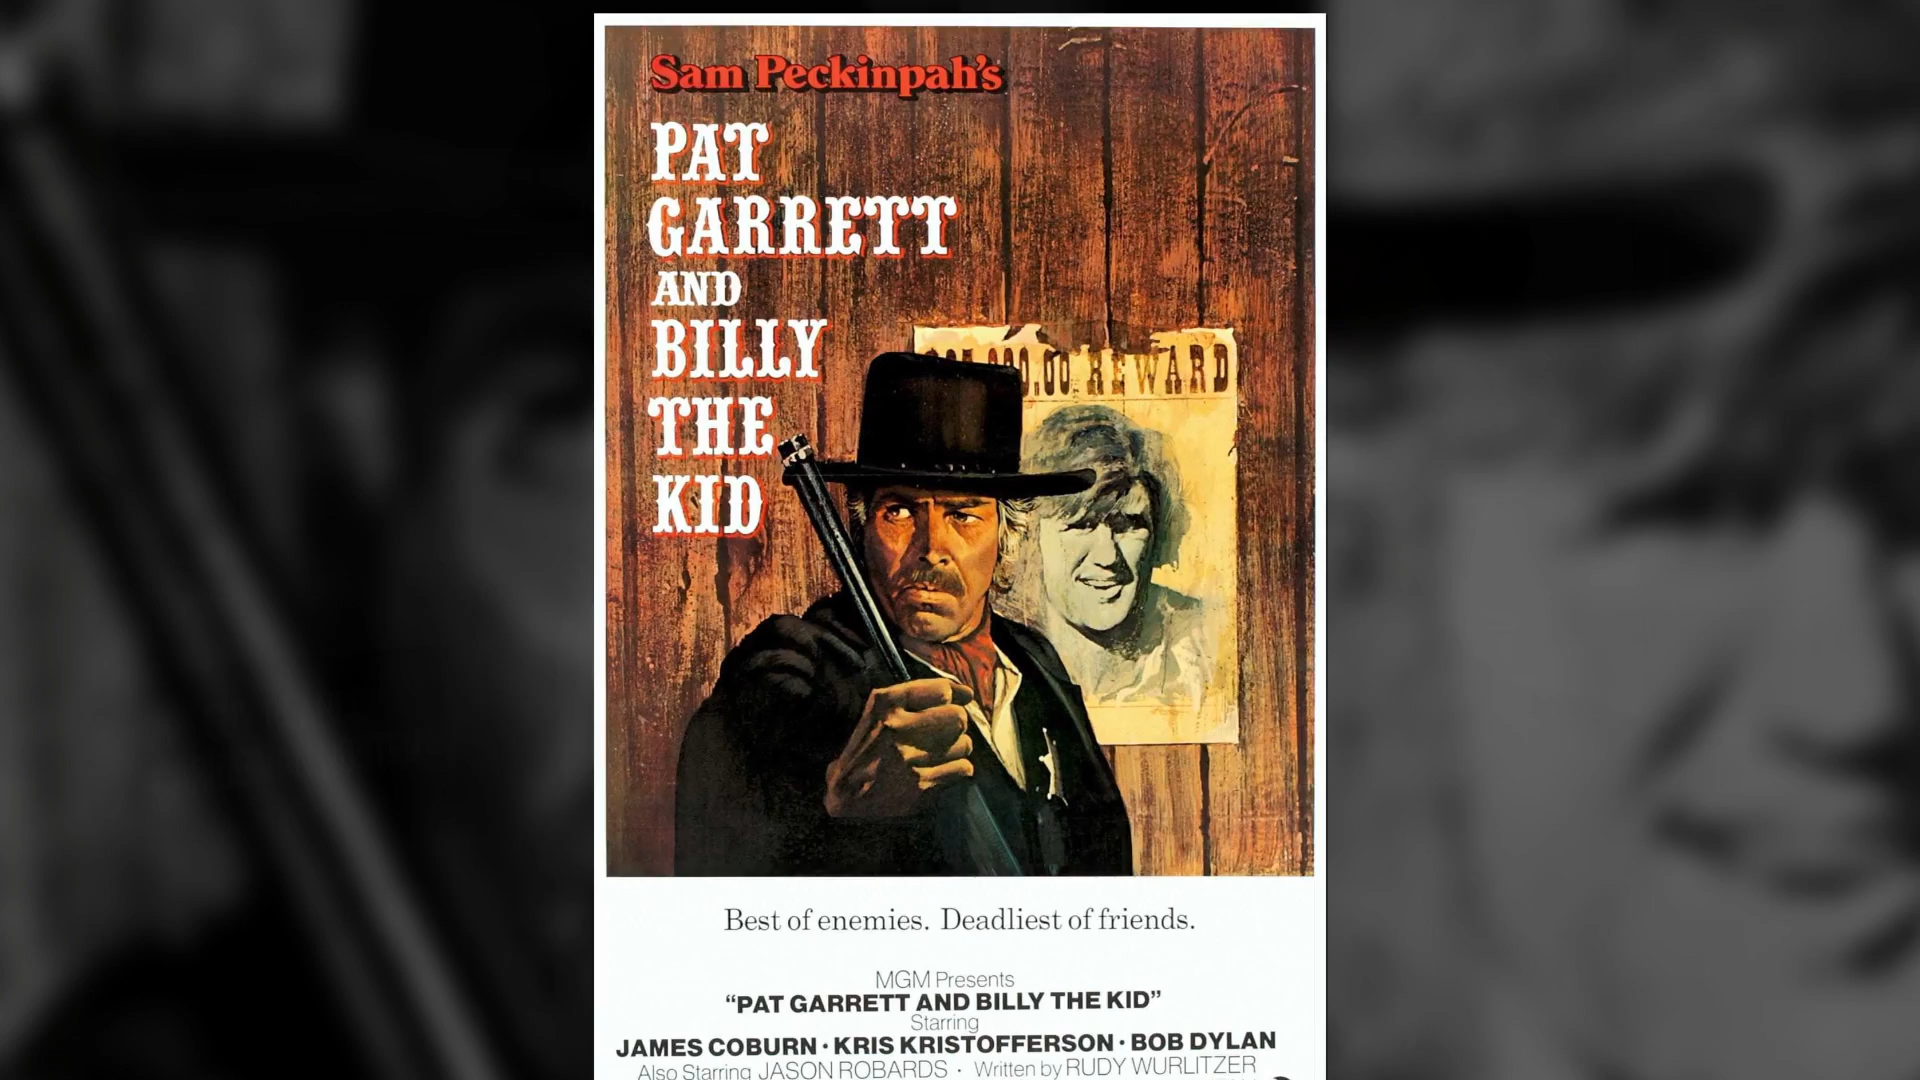 Sam Peckinpah's
PAT
GARRETT
AND
BILLY
THE
KID
REWARD
Best of enemies. Deadliest of friends.
MGM Presents
“PAT GARRETT AND BILLY THE KID”
Starring
JAMES COBURN · KRIS KRISTOFFERSON · BOB DYLAN
Also Starring JASON ROBARDS · Written by RUDY WURLITZER